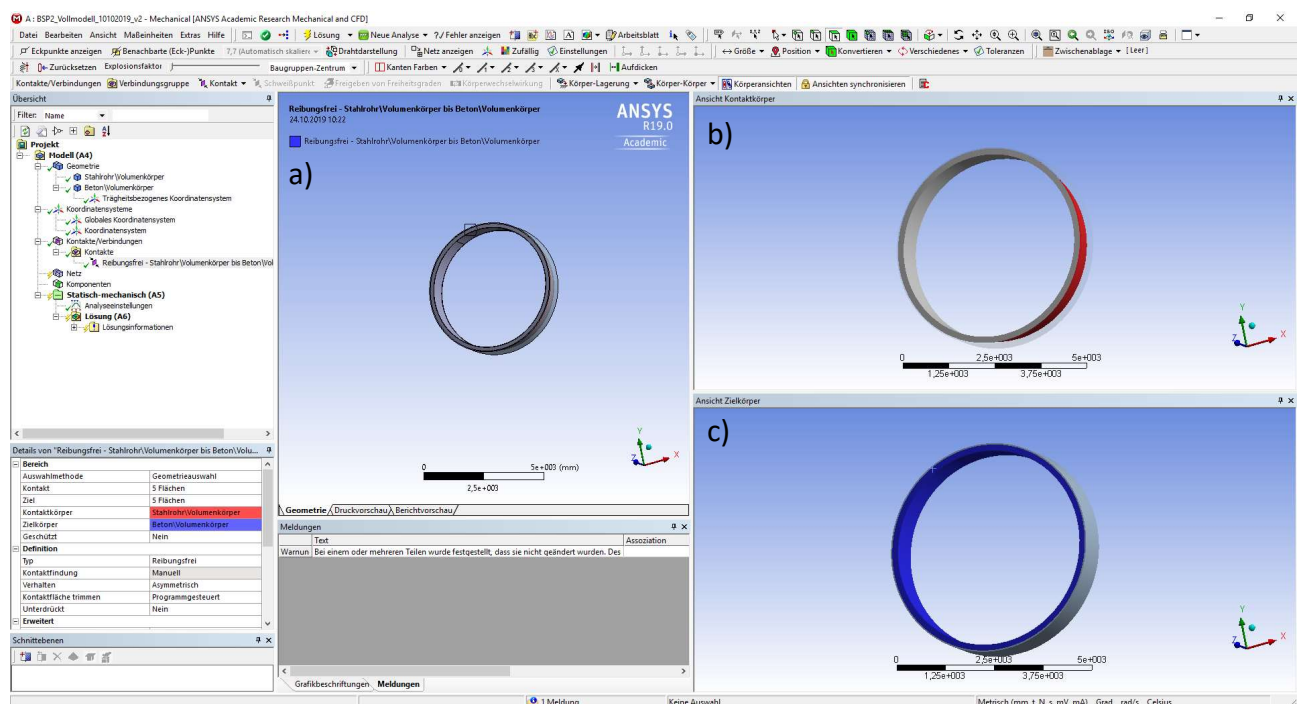 A : BSP2_Vollmodell_10102019_v2 - Mechanical [ANSYS Academic Research Mechanical and CFD]
Datei Bearbeiten Ansicht Maßeinheiten Extras Hilfe Lösung Neue Analyse ?/ Fehler anzeigen Arbeitsblatt
Eckpunkte anzeigen Benachbarte (Eck-)Punkte 7,7 (Automatisch skalierung Drahtdarstellung Netz anzeigen Zufällig Einstellungen Größe Position Konvertieren Verschiedenes Toleranzen Zwischenablage [Leer]
Zurücksetzen Explosionsfaktor Baugruppen-Zentrum Kanten Farben Aufdicken
Kontakte/Verbindungen Verbindungsgruppe Kontakt Schweißpunkt Freigeben von Freiheitsgraden Körperwechselwirkung Körper-Lagerung Körper-Körper Körperansichten Ansichten synchronisieren
Übersicht
Filter: Name
Projekt
Modell (A4)
Geometrie
Stahlrohr\Volumenkörper
Beton\Volumenkörper
Trägheitsbezogenes Koordinatensystem
Koordinatensysteme
Globales Koordinatensystem
Koordinatensystem
Kontakte/Verbindungen
Kontakte
Reibungsfrei - Stahlrohr\Volumenkörper bis Beton\Vol
Netz
Komponenten
Statisch-mechanisch (A5)
Analyseeinstellungen
Lösung (A6)
Lösungsinformationen
Details von "Reibungsfrei - Stahlrohr\Volumenkörper bis Beton\Volu...
Bereich
Auswahlmethode Geometrieauswahl
Kontakt 5 Flächen
Ziel 5 Flächen
Kontaktkörper Stahlrohr\Volumenkörper
Zielkörper Beton\Volumenkörper
Geschützt Nein
Definition
Typ Reibungsfrei
Kontaktfindung Manuell
Verhalten Asymmetrisch
Kontaktfläche trimmen Programmgesteuert
Unterdrückt Nein
Erweitert
Schnittebenen
Reibungsfrei - Stahlrohr\Volumenkörper bis Beton\Volumenkörper
24.10.2019 10:22
Reibungsfrei - Stahlrohr\Volumenkörper bis Beton\Volumenkörper
ANSYS
R19.0
Academic
a)
Y
X
Z
0 5e+003 (mm)
2,5e+003
Geometrie Druckvorschau Berichtvorschau
Meldungen
Text Assoziation
Warnun Bei einem oder mehreren Teilen wurde festgestellt, dass sie nicht geändert wurden. Des
Grafikbeschriftungen Meldungen
Ansicht Kontaktkörper
b)
0 2,5e+003 5e+003
1,25e+003 3,75e+003
Y
X
Z
Ansicht Zielkörper
c)
0 2,5e+003 5e+003
1,25e+003 3,75e+003
Y
X
Z
1 Meldung Keine Auswahl Metrisch (mm, t, N, s, mV, mA) Grad rad/s Celsius